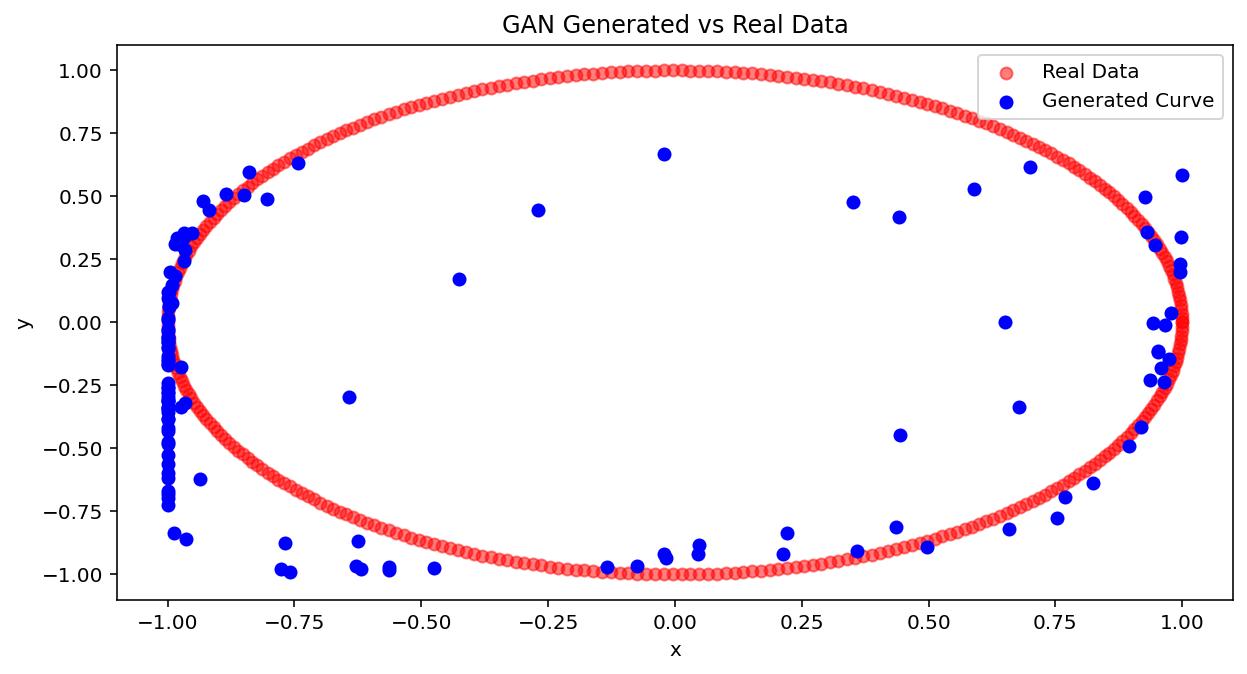 GAN Generated vs Real Data
Real Data
Generated Curve
1.00
0.75
0.50
0.25
0.00
−0.25
−0.50
−0.75
−1.00
y
−1.00 −0.75 −0.50 −0.25 0.00 0.25 0.50 0.75 1.00
x